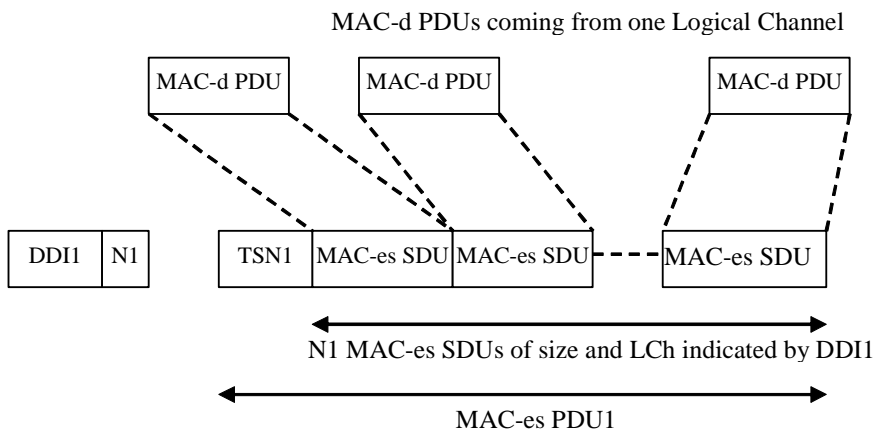 MAC-d PDUs coming from one Logical Channel
MAC-d PDU MAC-d PDU MAC-d PDU
DDI1 N1 TSN1 MAC-es SDU MAC-es SDU MAC-es SDU
N1 MAC-es SDUs of size and LCh indicated by DDI1
MAC-es PDU1